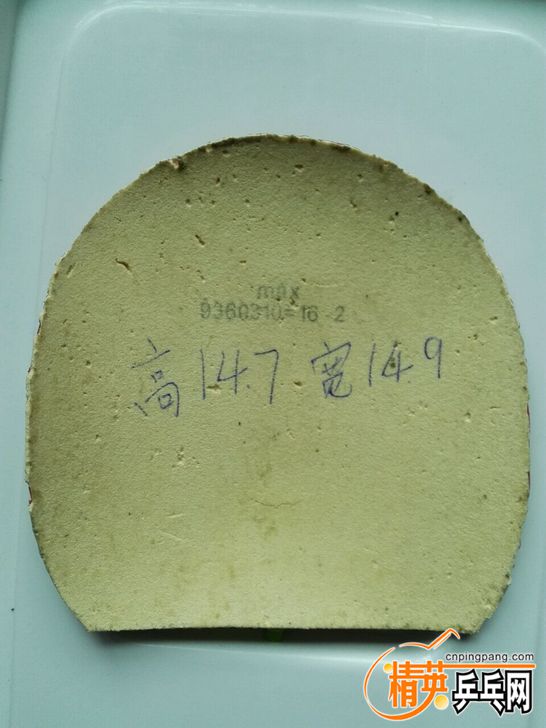 max
9360310-16 2
高14.7 宽14.9
cnpingpang.com
精英乒乓网